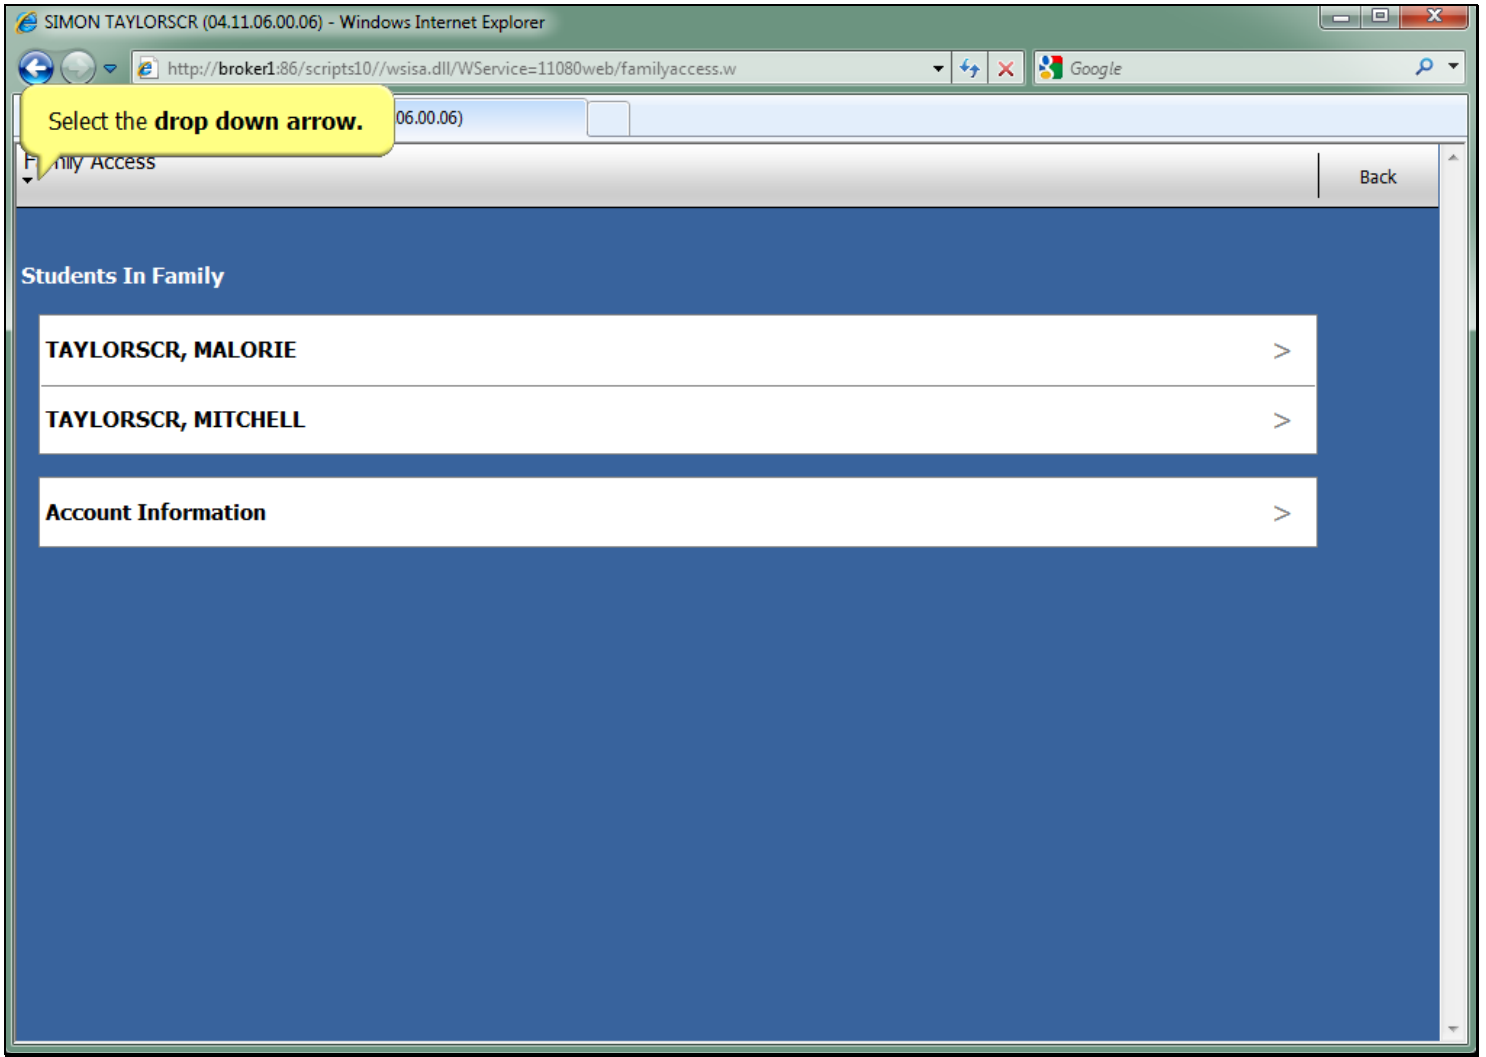 SIMON TAYLORSCR (04.11.06.00.06) - Windows Internet Explorer
http://broker1:86/scripts10//wsisa.dll/WService=11080web/familyaccess.w
Google
Select the drop down arrow.
06.00.06)
Family Access
Back
Students In Family
TAYLORSCR, MALORIE >
TAYLORSCR, MITCHELL >
Account Information >